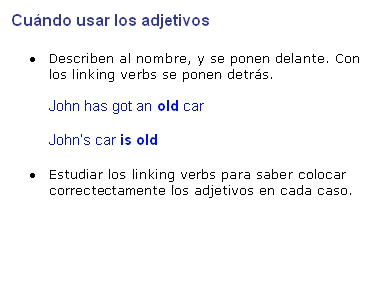 Cuándo usar los adjetivos
• Describen al nombre, y se ponen delante. Con
los linking verbs se ponen detrás.
John has got an old car
John's car is old
• Estudiar los linking verbs para saber colocar
correctectamente los adjetivos en cada caso.